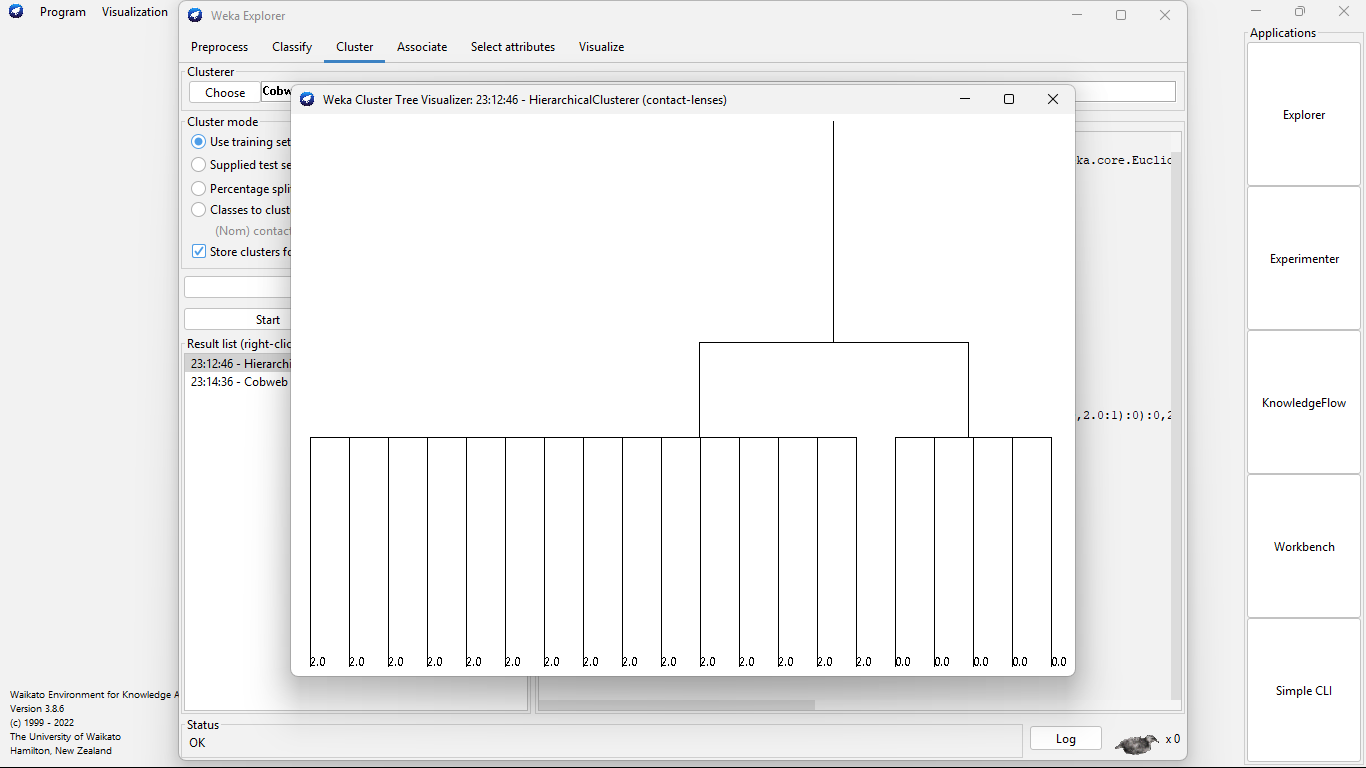 Program
Visualization
Weka Explorer
Preprocess
Classify
Cluster
Associate
Select attributes
Visualize
Clusterer
Choose
Cobw
Weka Cluster Tree Visualizer: 23:12:46 - HierarchicalClusterer (contact-lenses)
Cluster mode
Use training set
Supplied test se
Percentage spli
Classes to clust
(Nom) contact
Store clusters fo
Start
Result list (right-clic
23:12:46 - Hierarchi
23:14:36 - Cobweb
ka.core.Euclid
,2.0:1):0):0,2
2.0 2.0 2.0 2.0 2.0 2.0 2.0 2.0 2.0 2.0 2.0 2.0 2.0 2.0 2.0 0.0 0.0 0.0 0.0 0.0
Status
OK
Log
x 0
Applications
Explorer
Experimenter
KnowledgeFlow
Workbench
Simple CLI
Waikato Environment for Knowledge A
Version 3.8.6
(c) 1999 - 2022
The University of Waikato
Hamilton, New Zealand